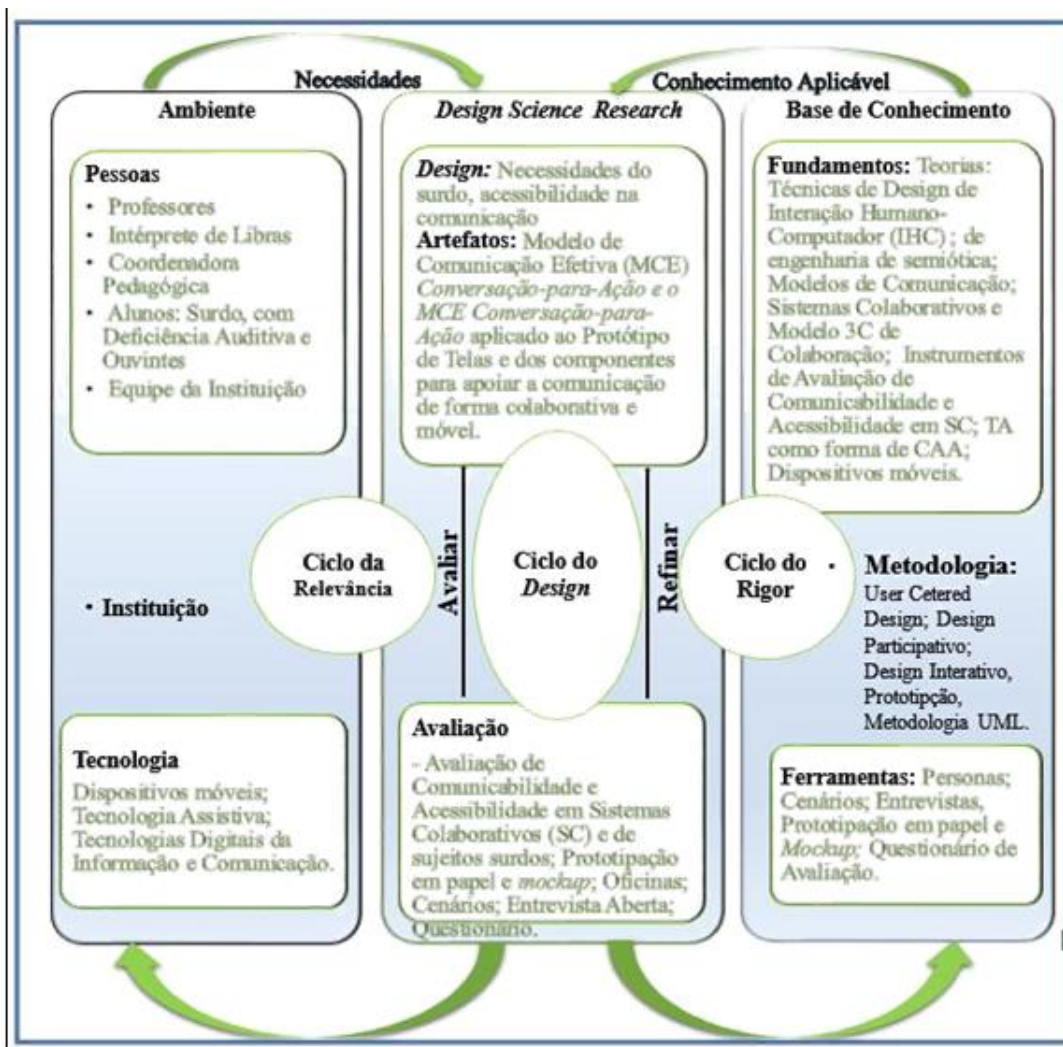 Necessidades
Conhecimento Aplicável
Ambiente
Pessoas
• Professores
• Intérprete de Libras
• Coordenadora
Pedagógica
• Alunos: Surdo, com
Deficiência Auditiva e
Ouvintes
• Equipe da Instituição
• Instituição
Tecnologia
Dispositivos móveis;
Tecnologia Assistiva;
Tecnologias Digitais da
Informação e Comunicação.
Ciclo da
Relevância
Design Science Research
Design: Necessidades do
surdo, acessibilidade na
comunicação
Artefatos: Modelo de
Comunicação Efetiva (MCE)
Conversação-para-Ação e o
MCE Conversação-para-
Ação aplicado ao Protótipo
de Telas e dos componentes
para apoiar a comunicação
de forma colaborativa e
móvel.
Avaliar
Ciclo do
Design
Refinar
Avaliação
- Avaliação de
Comunicabilidade e
Acessibilidade em Sistemas
Colaborativos (SC) e de
sujeitos surdos; Prototipação
em papel e mockup; Oficinas;
Cenários; Entrevista Aberta;
Questionário.
Ciclo do
Rigor
Base de Conhecimento
Fundamentos: Teorias:
Técnicas de Design de
Interação Humano-
Computador (IHC) ; de
engenharia de semiótica;
Modelos de Comunicação;
Sistemas Colaborativos e
Modelo 3C de
Colaboração; Instrumentos
de Avaliação de
Comunicabilidade e
Acessibilidade em SC; TA
como forma de CAA;
Dispositivos móveis.
• Metodologia:
User Cetered
Design; Design
Participativo;
Design Interativo,
Prototipção,
Metodologia UML.
Ferramentas: Personas;
Cenários; Entrevistas,
Prototipação em papel e
Mockup; Questionário de
Avaliação.